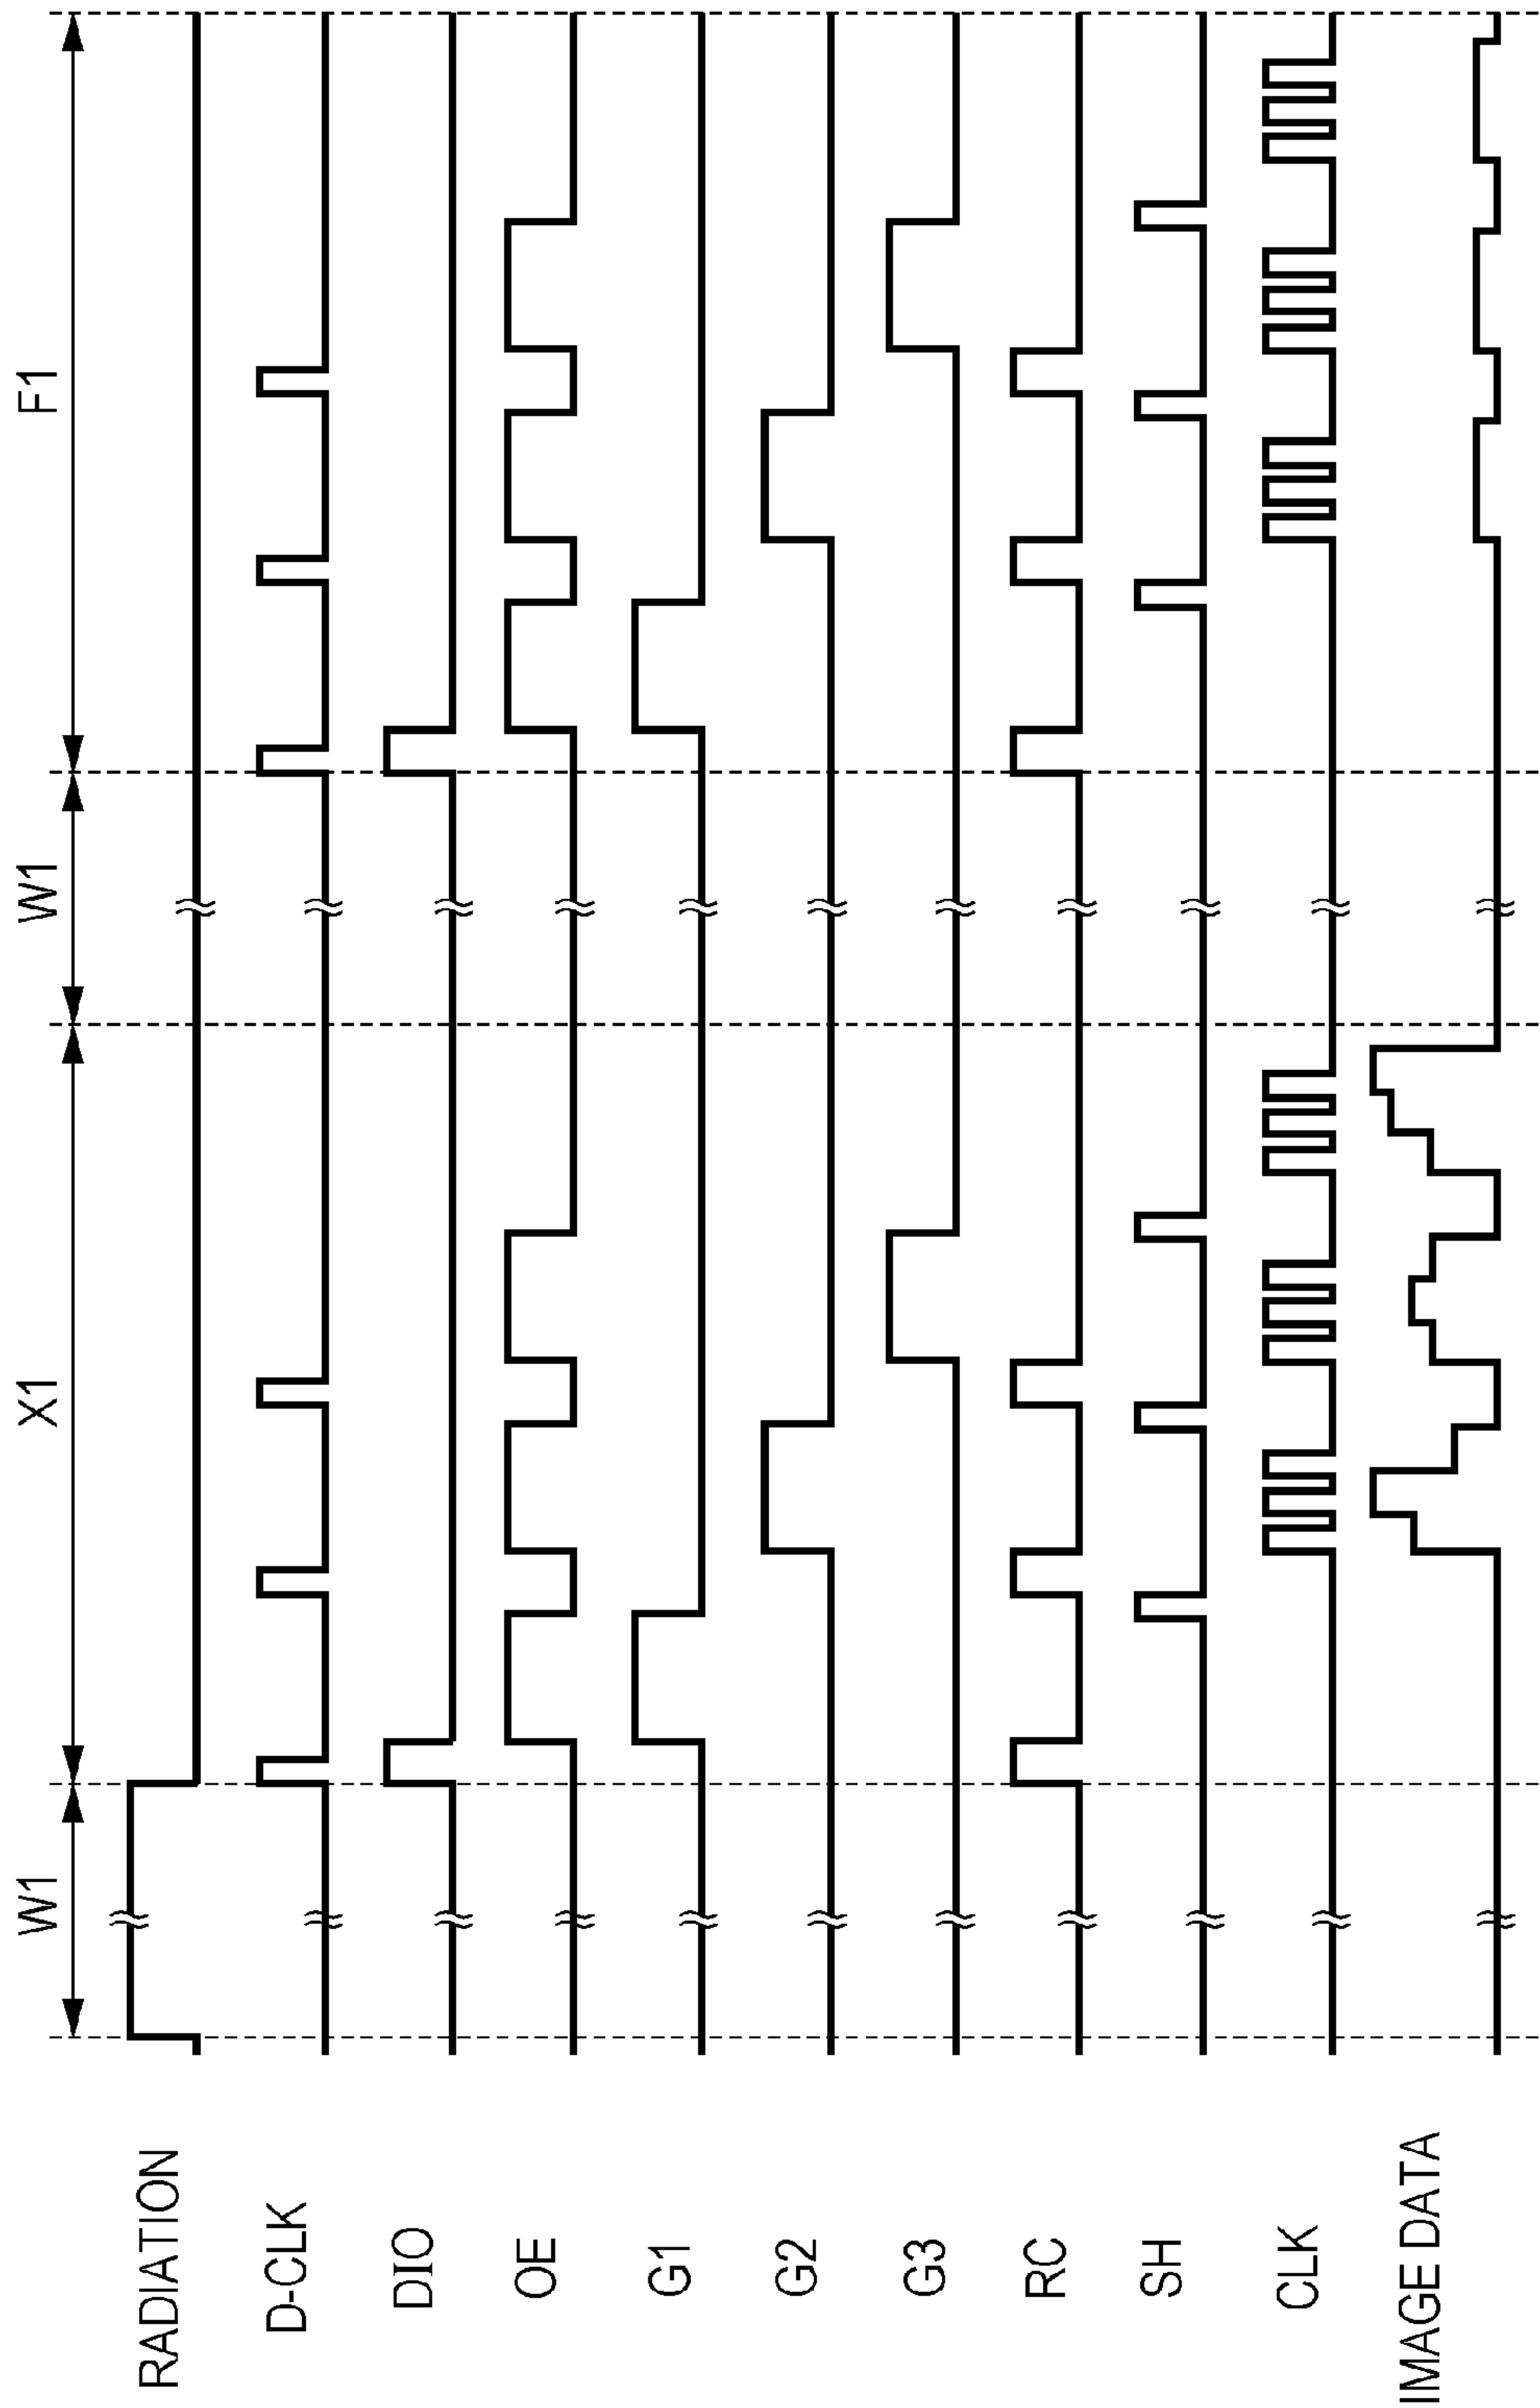 W1
X1
W1
F1
RADIATION
D-CLK
DIO
OE
G1
G2
G3
RC
SH
CLK
IMAGE DATA